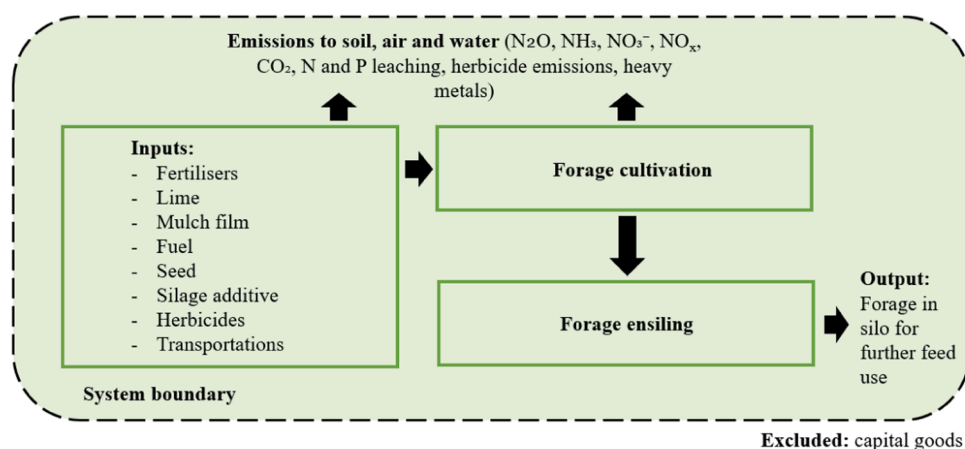 Emissions to soil, air and water (N2O, NH₃, NO₃⁻, NOₓ,
CO₂, N and P leaching, herbicide emissions, heavy
metals)
Inputs:
- Fertilisers
- Lime
- Mulch film
- Fuel
- Seed
- Silage additive
- Herbicides
- Transportations
Forage cultivation
Forage ensiling
Output:
Forage in
silo for
further feed
use
System boundary
Excluded: capital goods